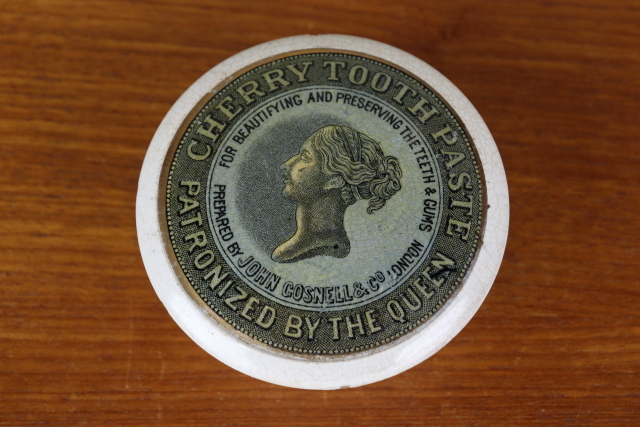 CHERRY TOOTH PASTE
PATRONIZED BY THE QUEEN
FOR BEAUTIFYING AND PRESERVING THE TEETH & GUMS
PREPARED BY JOHN GOSNELL & Co, LONDON